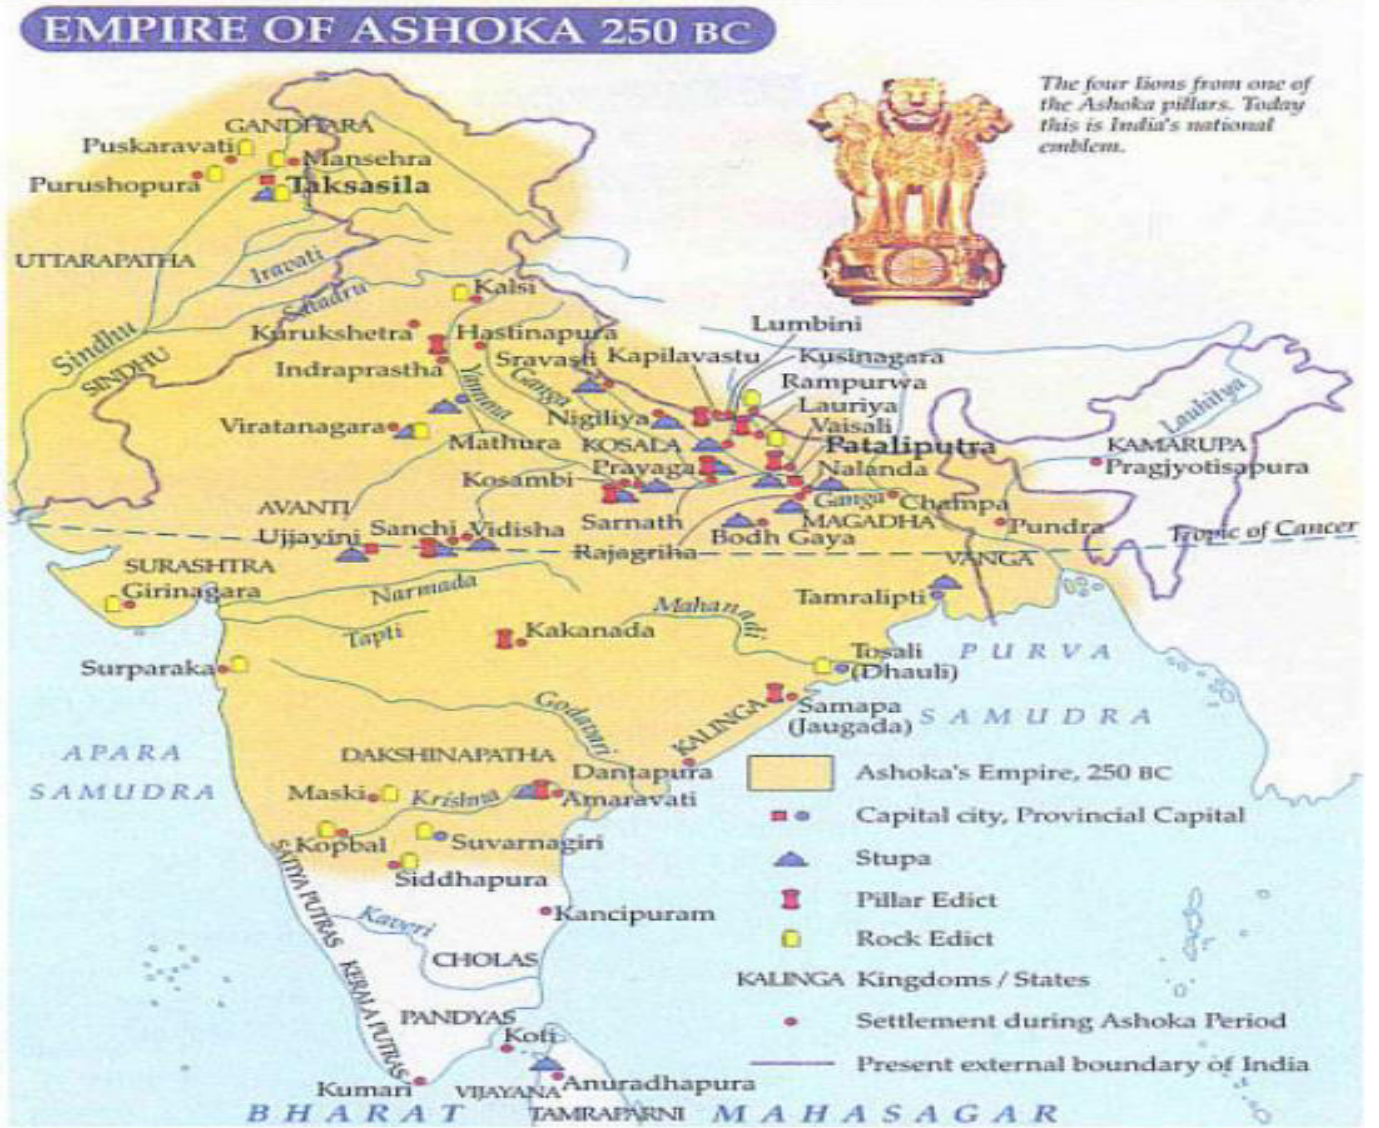 EMPIRE OF ASHOKA 250 BC
The four lions from one of
the Ashoka pillars. Today
this is India's national
emblem.
GANDHARA
Puskaravati
Mansehra
Purushopura
Taksasila
UTTARAPATHA
Iravati
Satadru
Kalsi
Sindhu
SINDHU
Kurukshetra
Hastinapura
Indraprastha
Sravasti
Kapilavastu
Lumbini
Kusinagara
Rampurwa
Lauriya
Vaisali
Pataliputra
Yamuna
Ganga
Viratanagara
Mathura
Nigiliya
KOSALA
Prayaga
Nalanda
Kosambi
Ganga
Champa
AVANTI
Sarnath
MAGADHA
Pundra
Lauhitya
KAMARUPA
Pragjyotisapura
Ujjayini
Sanchi
Vidisha
Rajagriha
Bodh Gaya
Tropic of Cancer
VANGA
SURASHTRA
Girinagara
Narmada
Tapti
Mahanadi
Tamralipti
Kakanada
Surparaka
Tosali
(Dhauli)
PURVA
SAMUDRA
Godavari
KALINGA
Samapa
(Jaugada)
APARA
SAMUDRA
DAKSHINAPATHA
Dantapura
Maski
Krishna
Amaravati
Kopbal
Suvarnagiri
Siddhapura
SATIYA PUTRAS
Kaveri
Kancipuram
CHOLAS
KERALA PUTRAS
PANDYAS
Koti
Kumari
VIJAYANA
Anuradhapura
TAMRAPARNI
BHARAT MAHASAGAR
Ashoka's Empire, 250 BC
Capital city, Provincial Capital
Stupa
Pillar Edict
Rock Edict
KALINGA Kingdoms / States
Settlement during Ashoka Period
Present external boundary of India